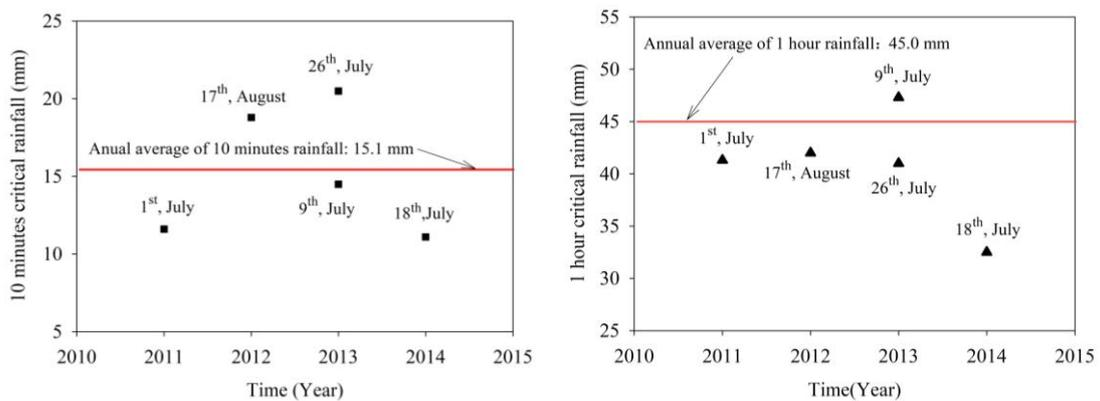 25
20
15
10
5
10 minutes critical rainfall (mm)
26th, July
17th, August
Anual average of 10 minutes rainfall: 15.1 mm
1st, July
9th, July
18th,July
2010 2011 2012 2013 2014 2015
Time (Year)
55
50
45
40
35
30
25
1 hour critical rainfall (mm)
Annual average of 1 hour rainfall: 45.0 mm
9th, July
1st, July
17th, August
26th, July
18th, July
2010 2011 2012 2013 2014 2015
Time(Year)